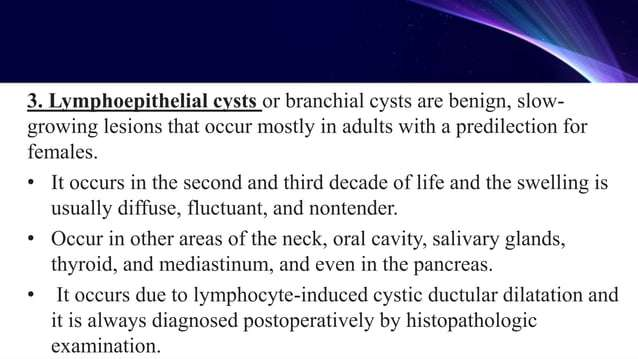 3. Lymphoepithelial cysts or branchial cysts are benign, slow-
growing lesions that occur mostly in adults with a predilection for
females.
• It occurs in the second and third decade of life and the swelling is
usually diffuse, fluctuant, and nontender.
• Occur in other areas of the neck, oral cavity, salivary glands,
thyroid, and mediastinum, and even in the pancreas.
• It occurs due to lymphocyte-induced cystic ductular dilatation and
it is always diagnosed postoperatively by histopathologic
examination.